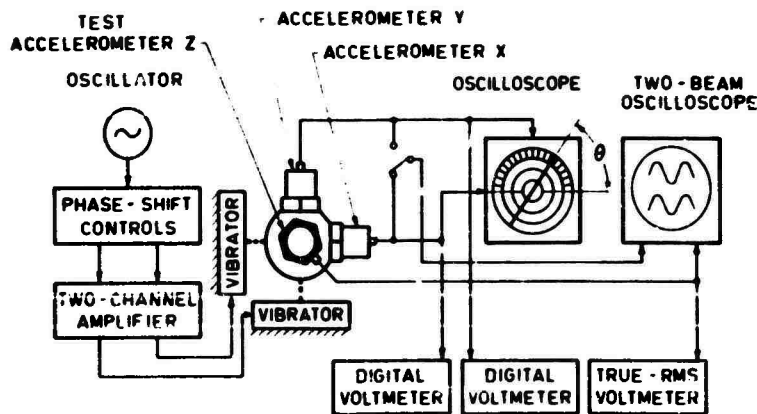 TEST
ACCELEROMETER Z
ACCELEROMETER Y
ACCELEROMETER X
OSCILLATOR
OSCILLOSCOPE
TWO-BEAM
OSCILLOSCOPE
θ
PHASE-SHIFT
CONTROLS
VIBRATOR
TWO-CHANNEL
AMPLIFIER
VIBRATOR
DIGITAL
VOLTMETER
DIGITAL
VOLTMETER
TRUE-RMS
VOLTMETER